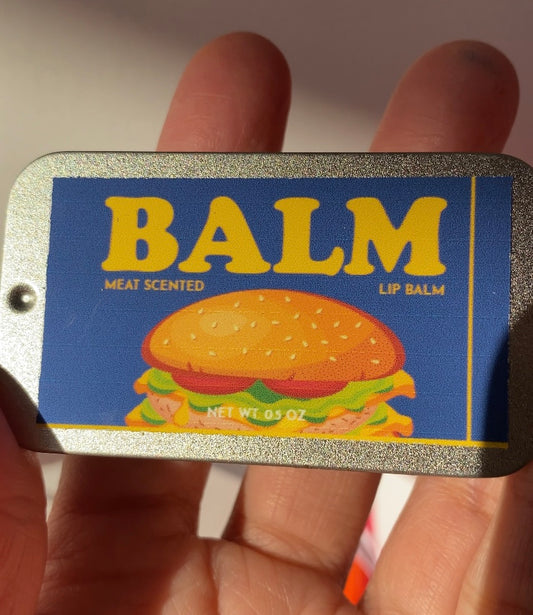 BALM
MEAT SCENTED LIP BALM
NET WT 0.5 OZ